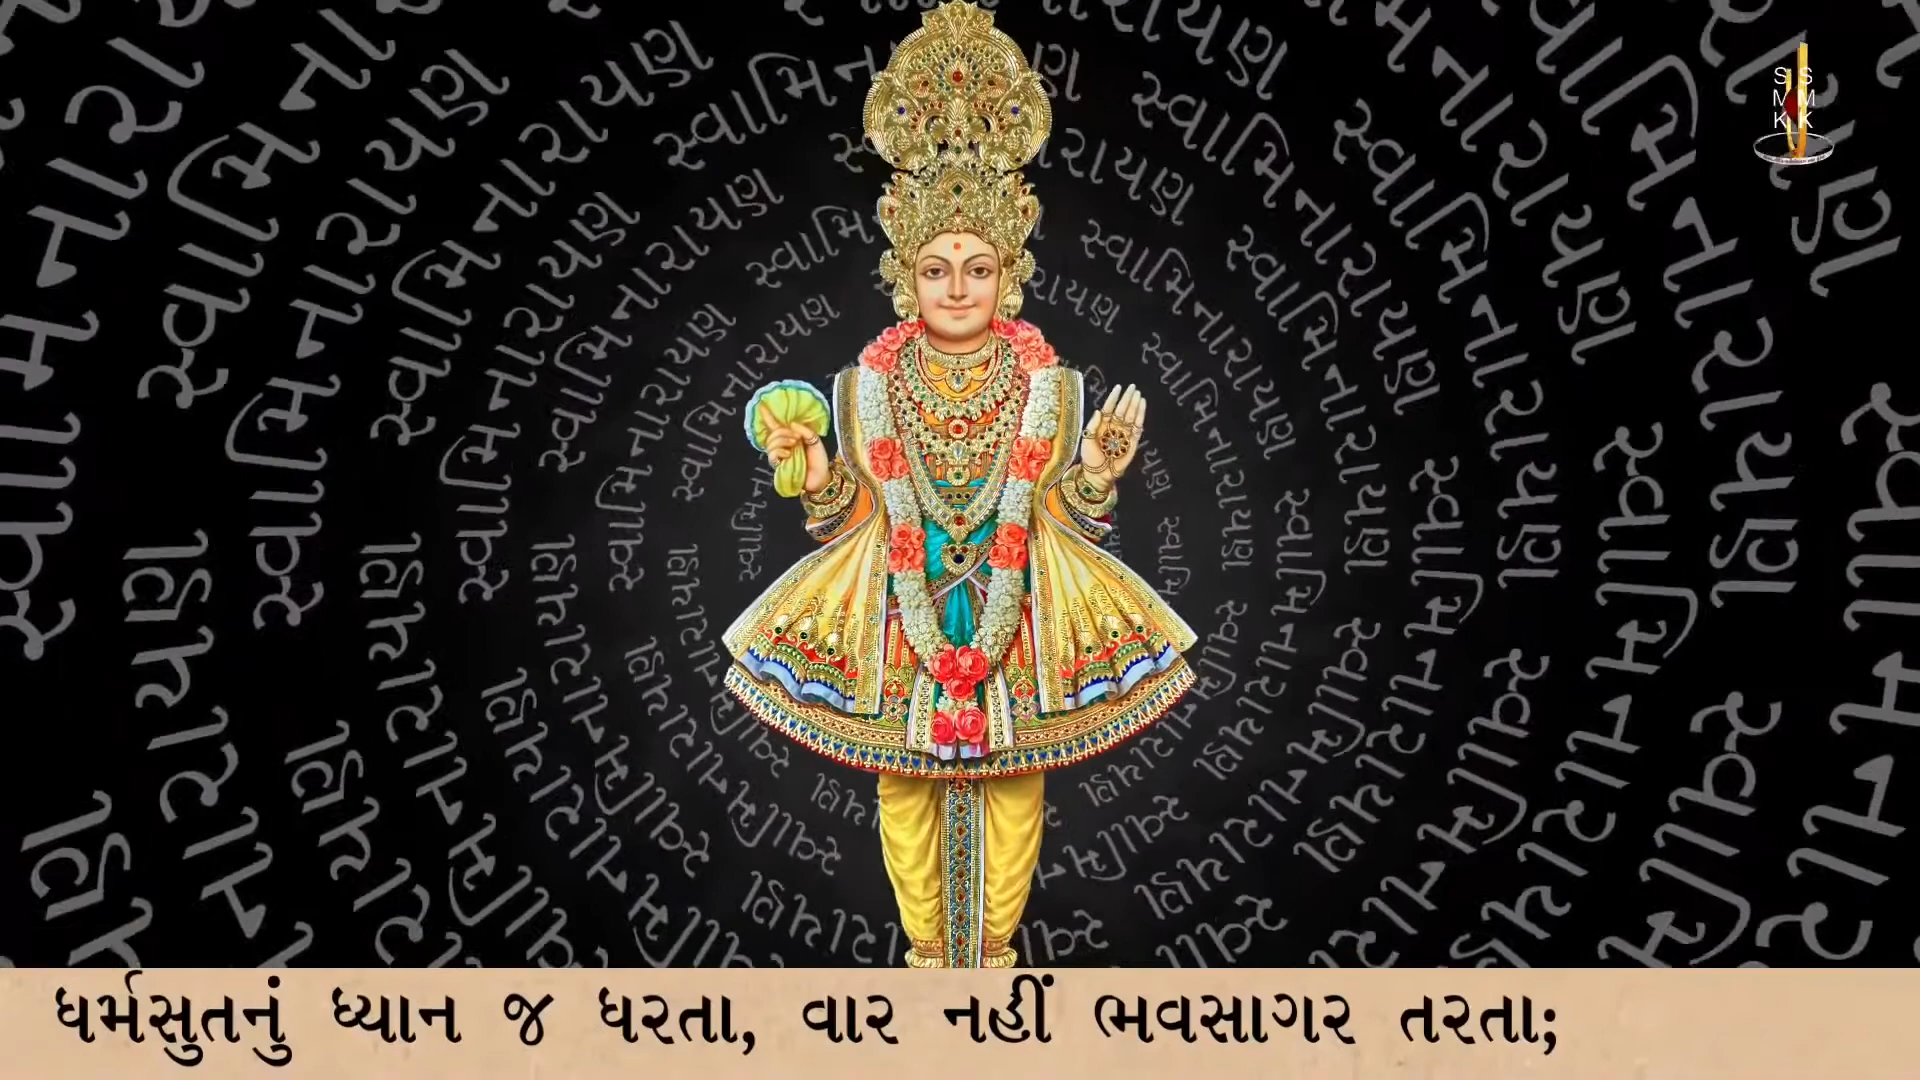 સ્વામિનારાયણ
S S
M M
K K
ધર્મસુતનું ધ્યાન જ ધરતા, વાર નહીં ભવસાગર તરતા;